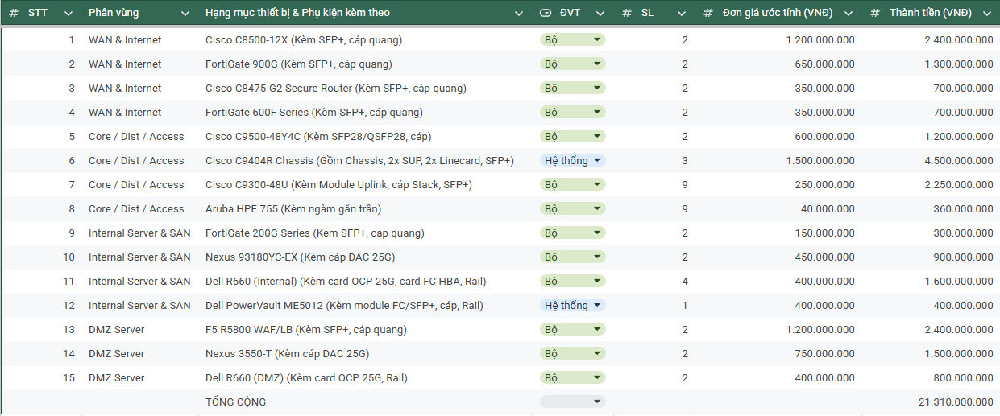 # STT Phân vùng Hạng mục thiết bị & Phụ kiện kèm theo ĐVT # SL # Đơn giá ước tính (VNĐ) # Thành tiền (VNĐ)
1 WAN & Internet Cisco C8500-12X (Kèm SFP+, cáp quang) Bộ 2 1.200.000.000 2.400.000.000
2 WAN & Internet FortiGate 900G (Kèm SFP+, cáp quang) Bộ 2 650.000.000 1.300.000.000
3 WAN & Internet Cisco C8475-G2 Secure Router (Kèm SFP+, cáp quang) Bộ 2 350.000.000 700.000.000
4 WAN & Internet FortiGate 600F Series (Kèm SFP+, cáp quang) Bộ 2 350.000.000 700.000.000
5 Core / Dist / Access Cisco C9500-48Y4C (Kèm SFP28/QSFP28, cáp) Bộ 2 600.000.000 1.200.000.000
6 Core / Dist / Access Cisco C9404R Chassis (Gồm Chassis, 2x SUP, 2x Linecard, SFP+) Hệ thống 3 1.500.000.000 4.500.000.000
7 Core / Dist / Access Cisco C9300-48U (Kèm Module Uplink, cáp Stack, SFP+) Bộ 9 250.000.000 2.250.000.000
8 Core / Dist / Access Aruba HPE 755 (Kèm ngàm gắn trần) Bộ 9 40.000.000 360.000.000
9 Internal Server & SAN FortiGate 200G Series (Kèm SFP+, cáp quang) Bộ 2 150.000.000 300.000.000
10 Internal Server & SAN Nexus 93180YC-EX (Kèm cáp DAC 25G) Bộ 2 450.000.000 900.000.000
11 Internal Server & SAN Dell R660 (Internal) (Kèm card OCP 25G, card FC HBA, Rail) Bộ 4 400.000.000 1.600.000.000
12 Internal Server & SAN Dell PowerVault ME5012 (Kèm module FC/SFP+, cáp, Rail) Hệ thống 1 400.000.000 400.000.000
13 DMZ Server F5 R5800 WAF/LB (Kèm SFP+, cáp quang) Bộ 2 1.200.000.000 2.400.000.000
14 DMZ Server Nexus 3550-T (Kèm cáp DAC 25G) Bộ 2 750.000.000 1.500.000.000
15 DMZ Server Dell R660 (DMZ) (Kèm card OCP 25G, Rail) Bộ 2 400.000.000 800.000.000
TỔNG CỘNG 21.310.000.000